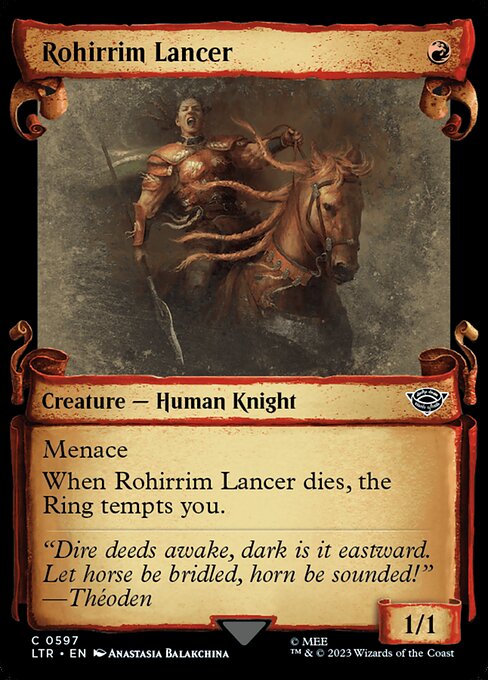 Rohirrim Lancer
Creature — Human Knight
Menace
When Rohirrim Lancer dies, the
Ring tempts you.
“Dire deeds awake, dark is it eastward.
Let horse be bridled, horn be sounded!”
—Théoden
1/1
C 0597
LTR • EN Anastasia Balakchina
© MEE
™ & © 2023 Wizards of the Coast